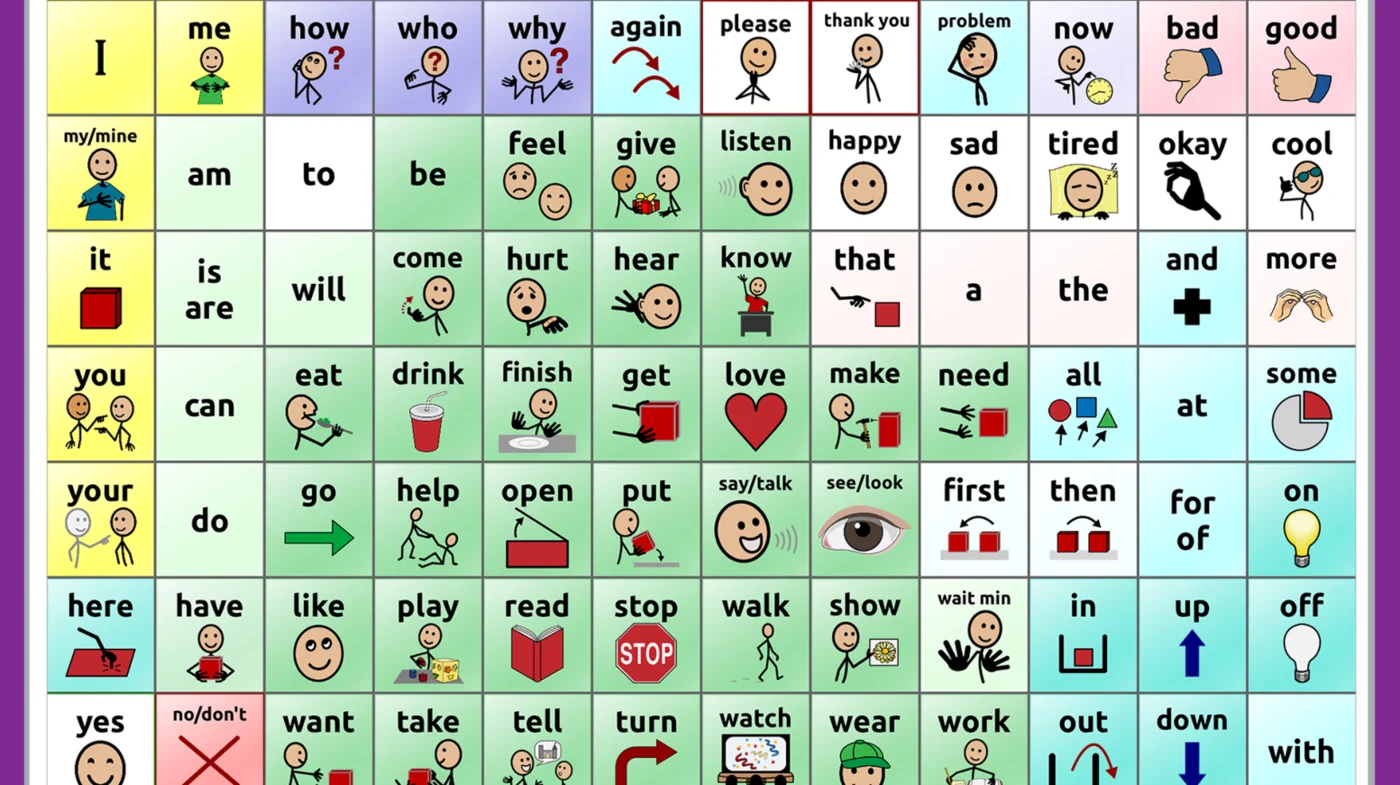 I me how who why again please thank you problem now bad good
my/mine am to be feel give listen happy sad tired okay cool
it is are will come hurt hear know that a the and more
you can eat drink finish get love make need all at some
your do go help open put say/talk see/look first then for of on
here have like play read stop STOP walk show wait min in up off
yes no/don't want take tell turn watch wear work out down with